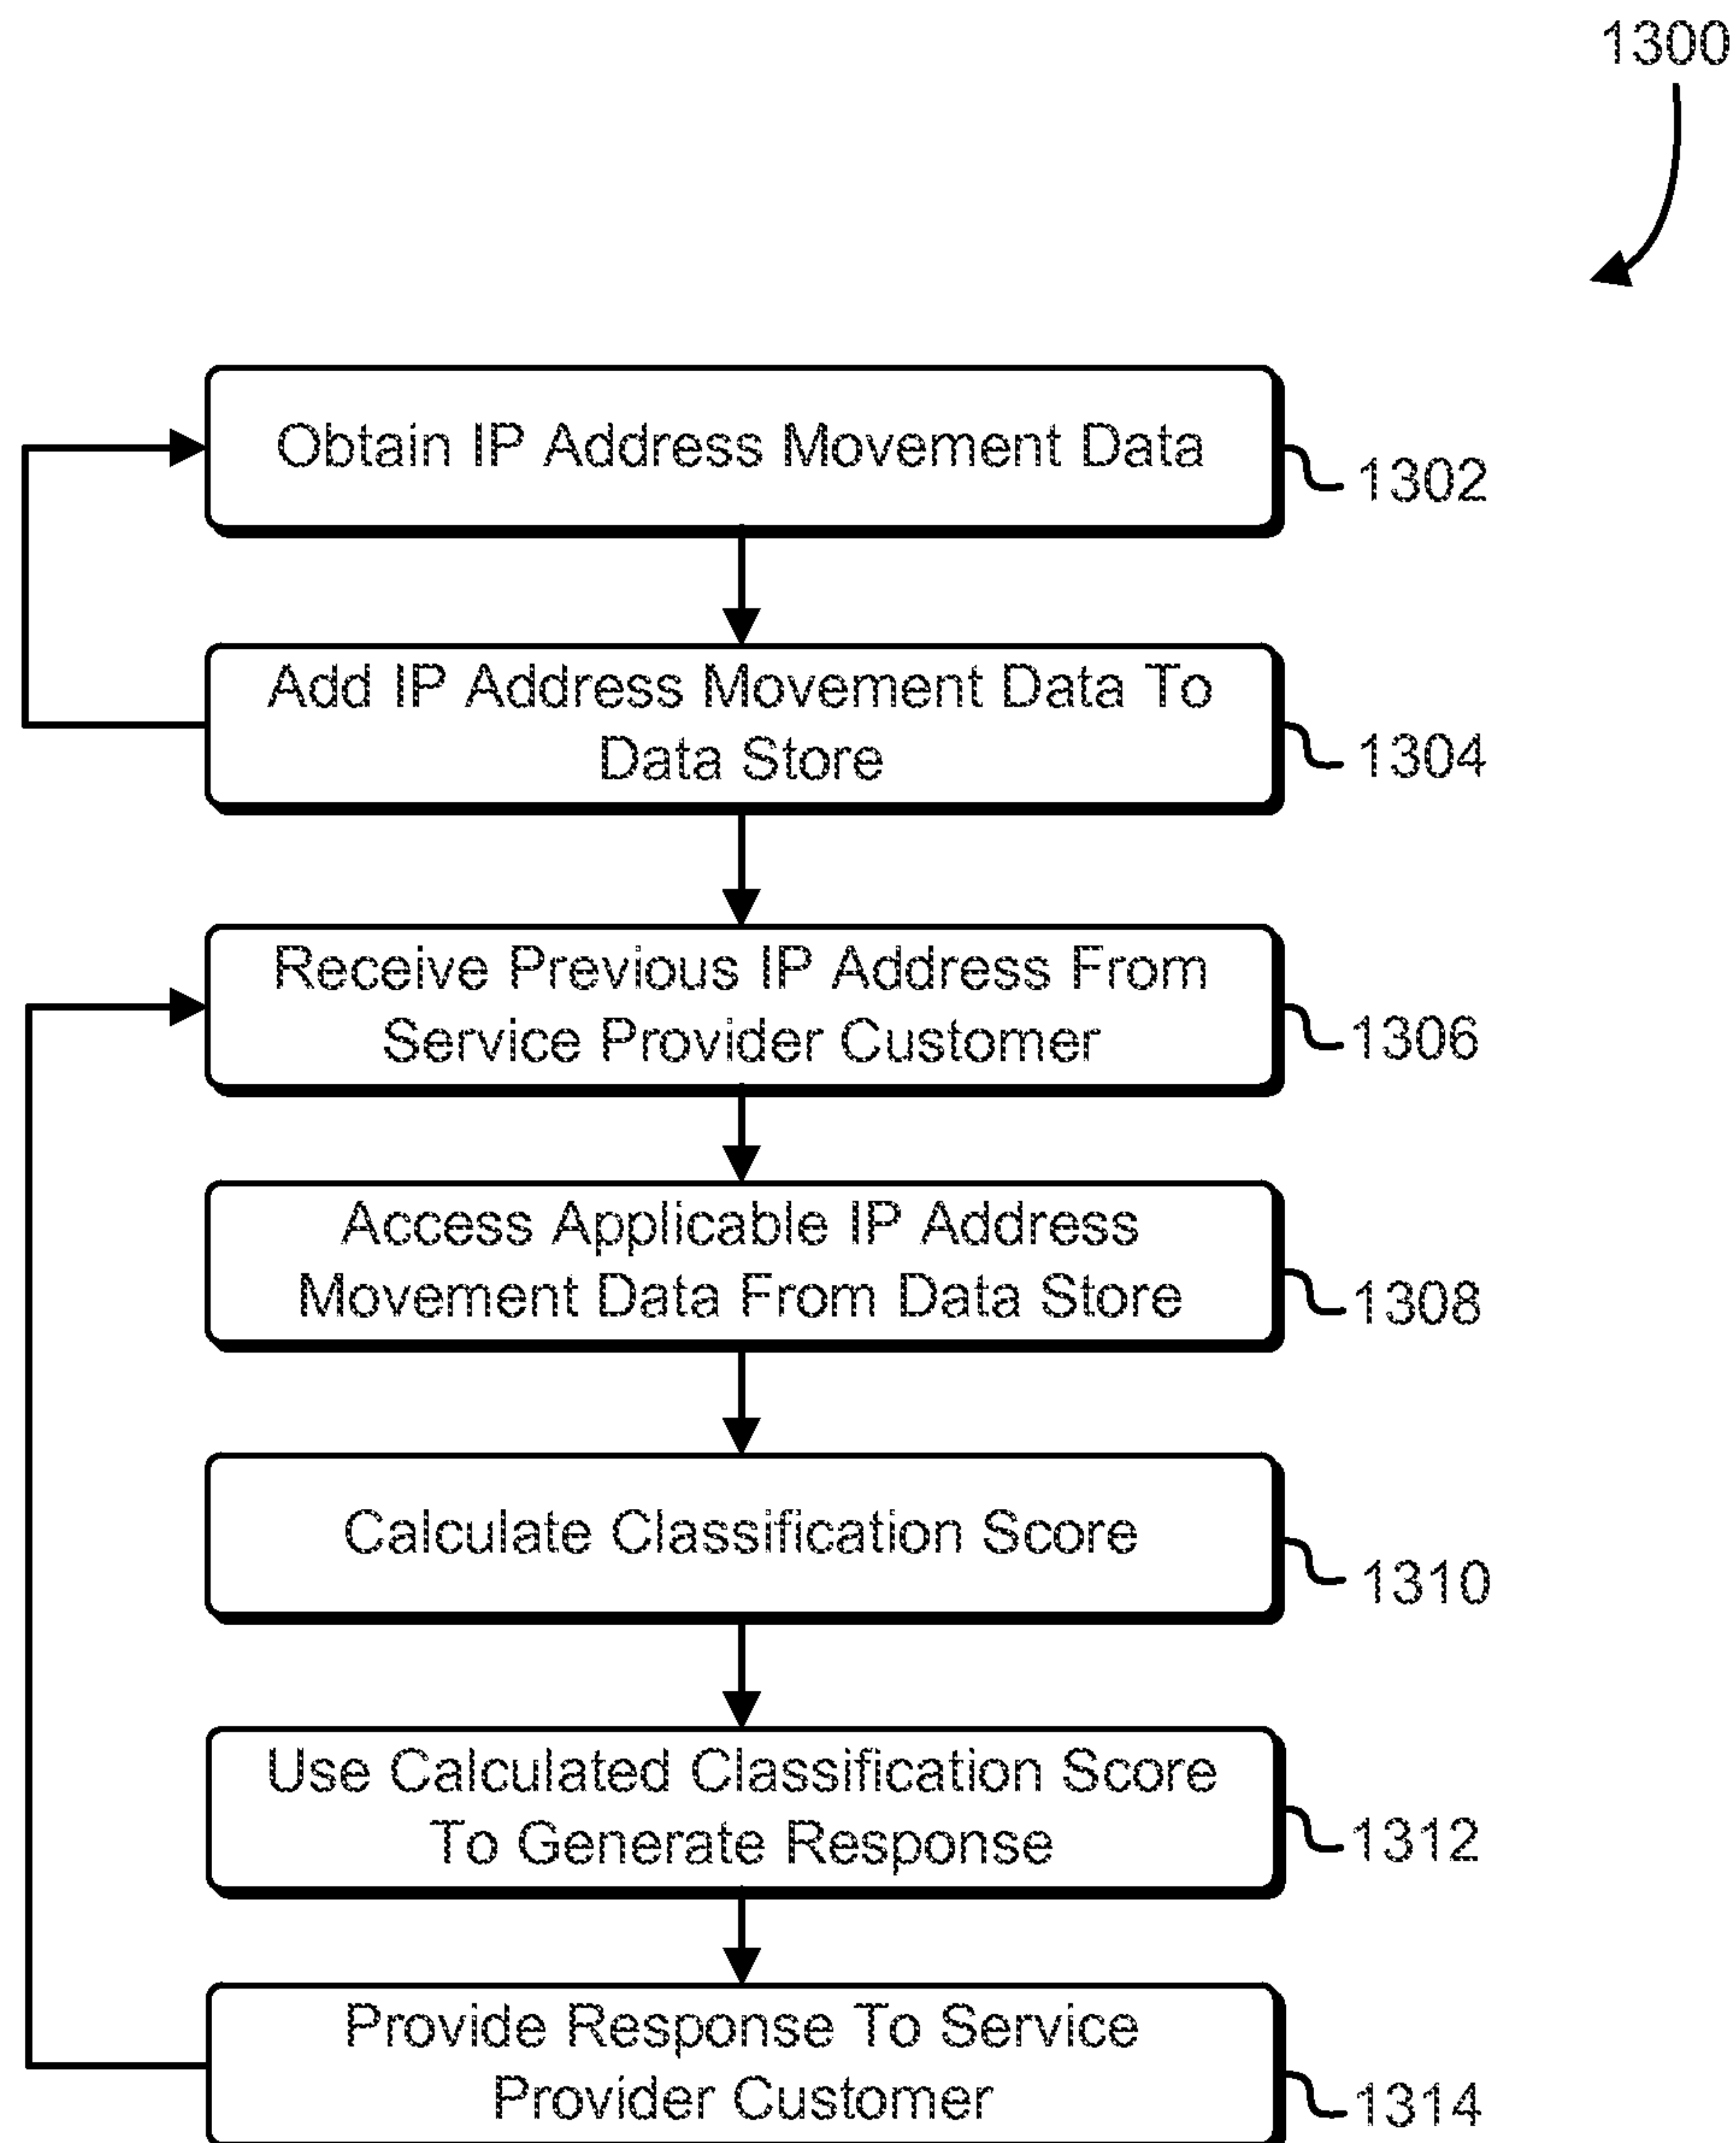 1300
Obtain IP Address Movement Data
1302
Add IP Address Movement Data To
Data Store
1304
Receive Previous IP Address From
Service Provider Customer
1306
Access Applicable IP Address
Movement Data From Data Store
1308
Calculate Classification Score
1310
Use Calculated Classification Score
To Generate Response
1312
Provide Response To Service
Provider Customer
1314